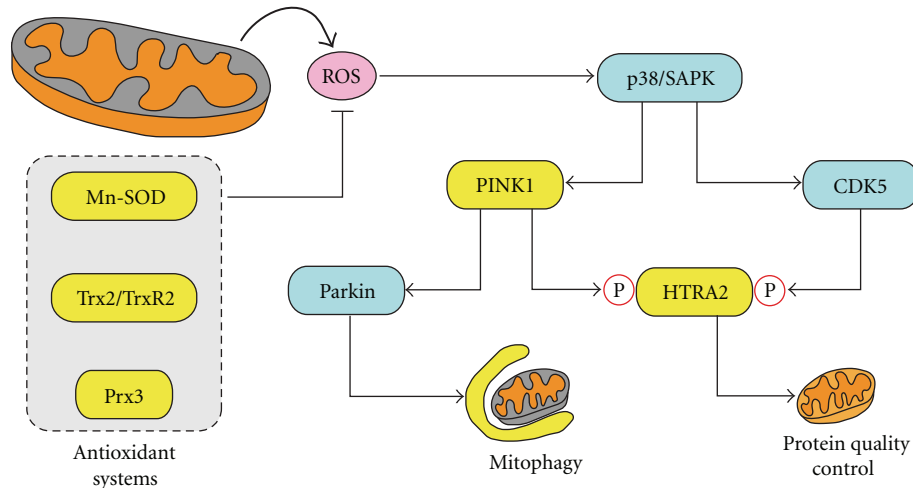 ROS
p38/SAPK
Mn-SOD
PINK1
CDK5
Trx2/TrxR2
Parkin
P
HTRA2
P
Prx3
Antioxidant
systems
Mitophagy
Protein quality
control